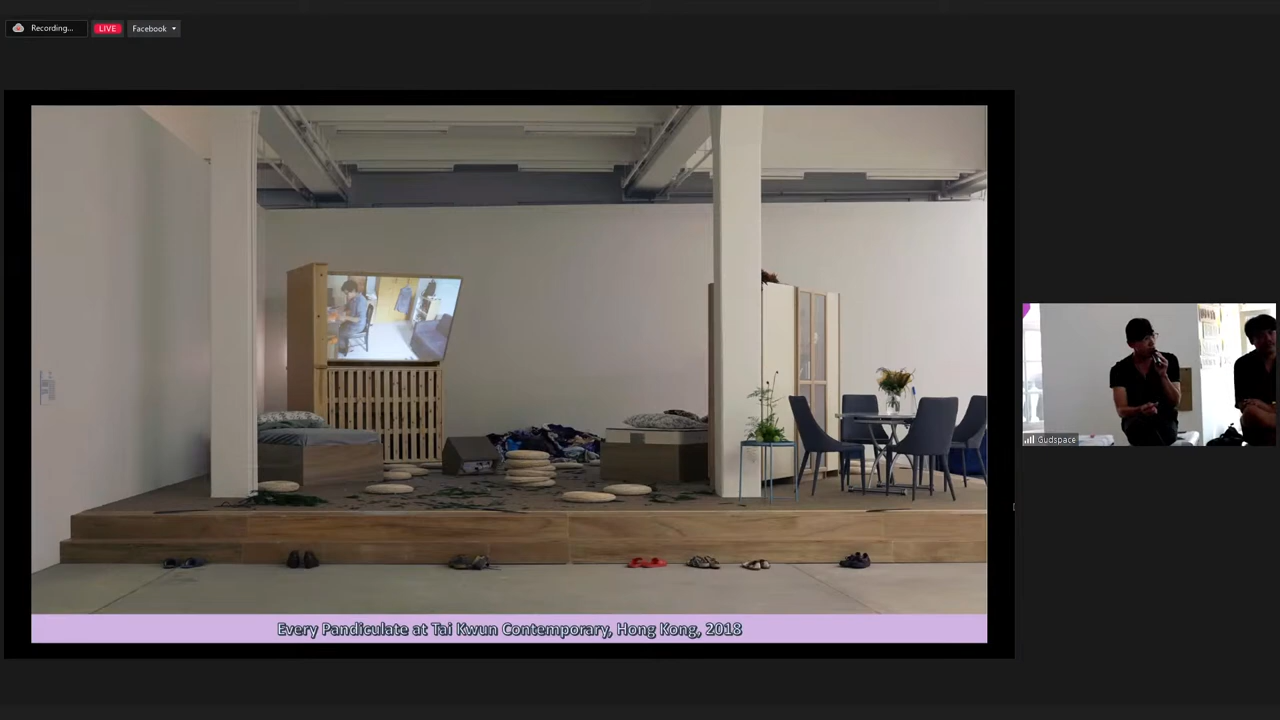 Recording...
LIVE
Facebook
Gudspace
Every Pandiculate at Tai Kwun Contemporary, Hong Kong, 2018